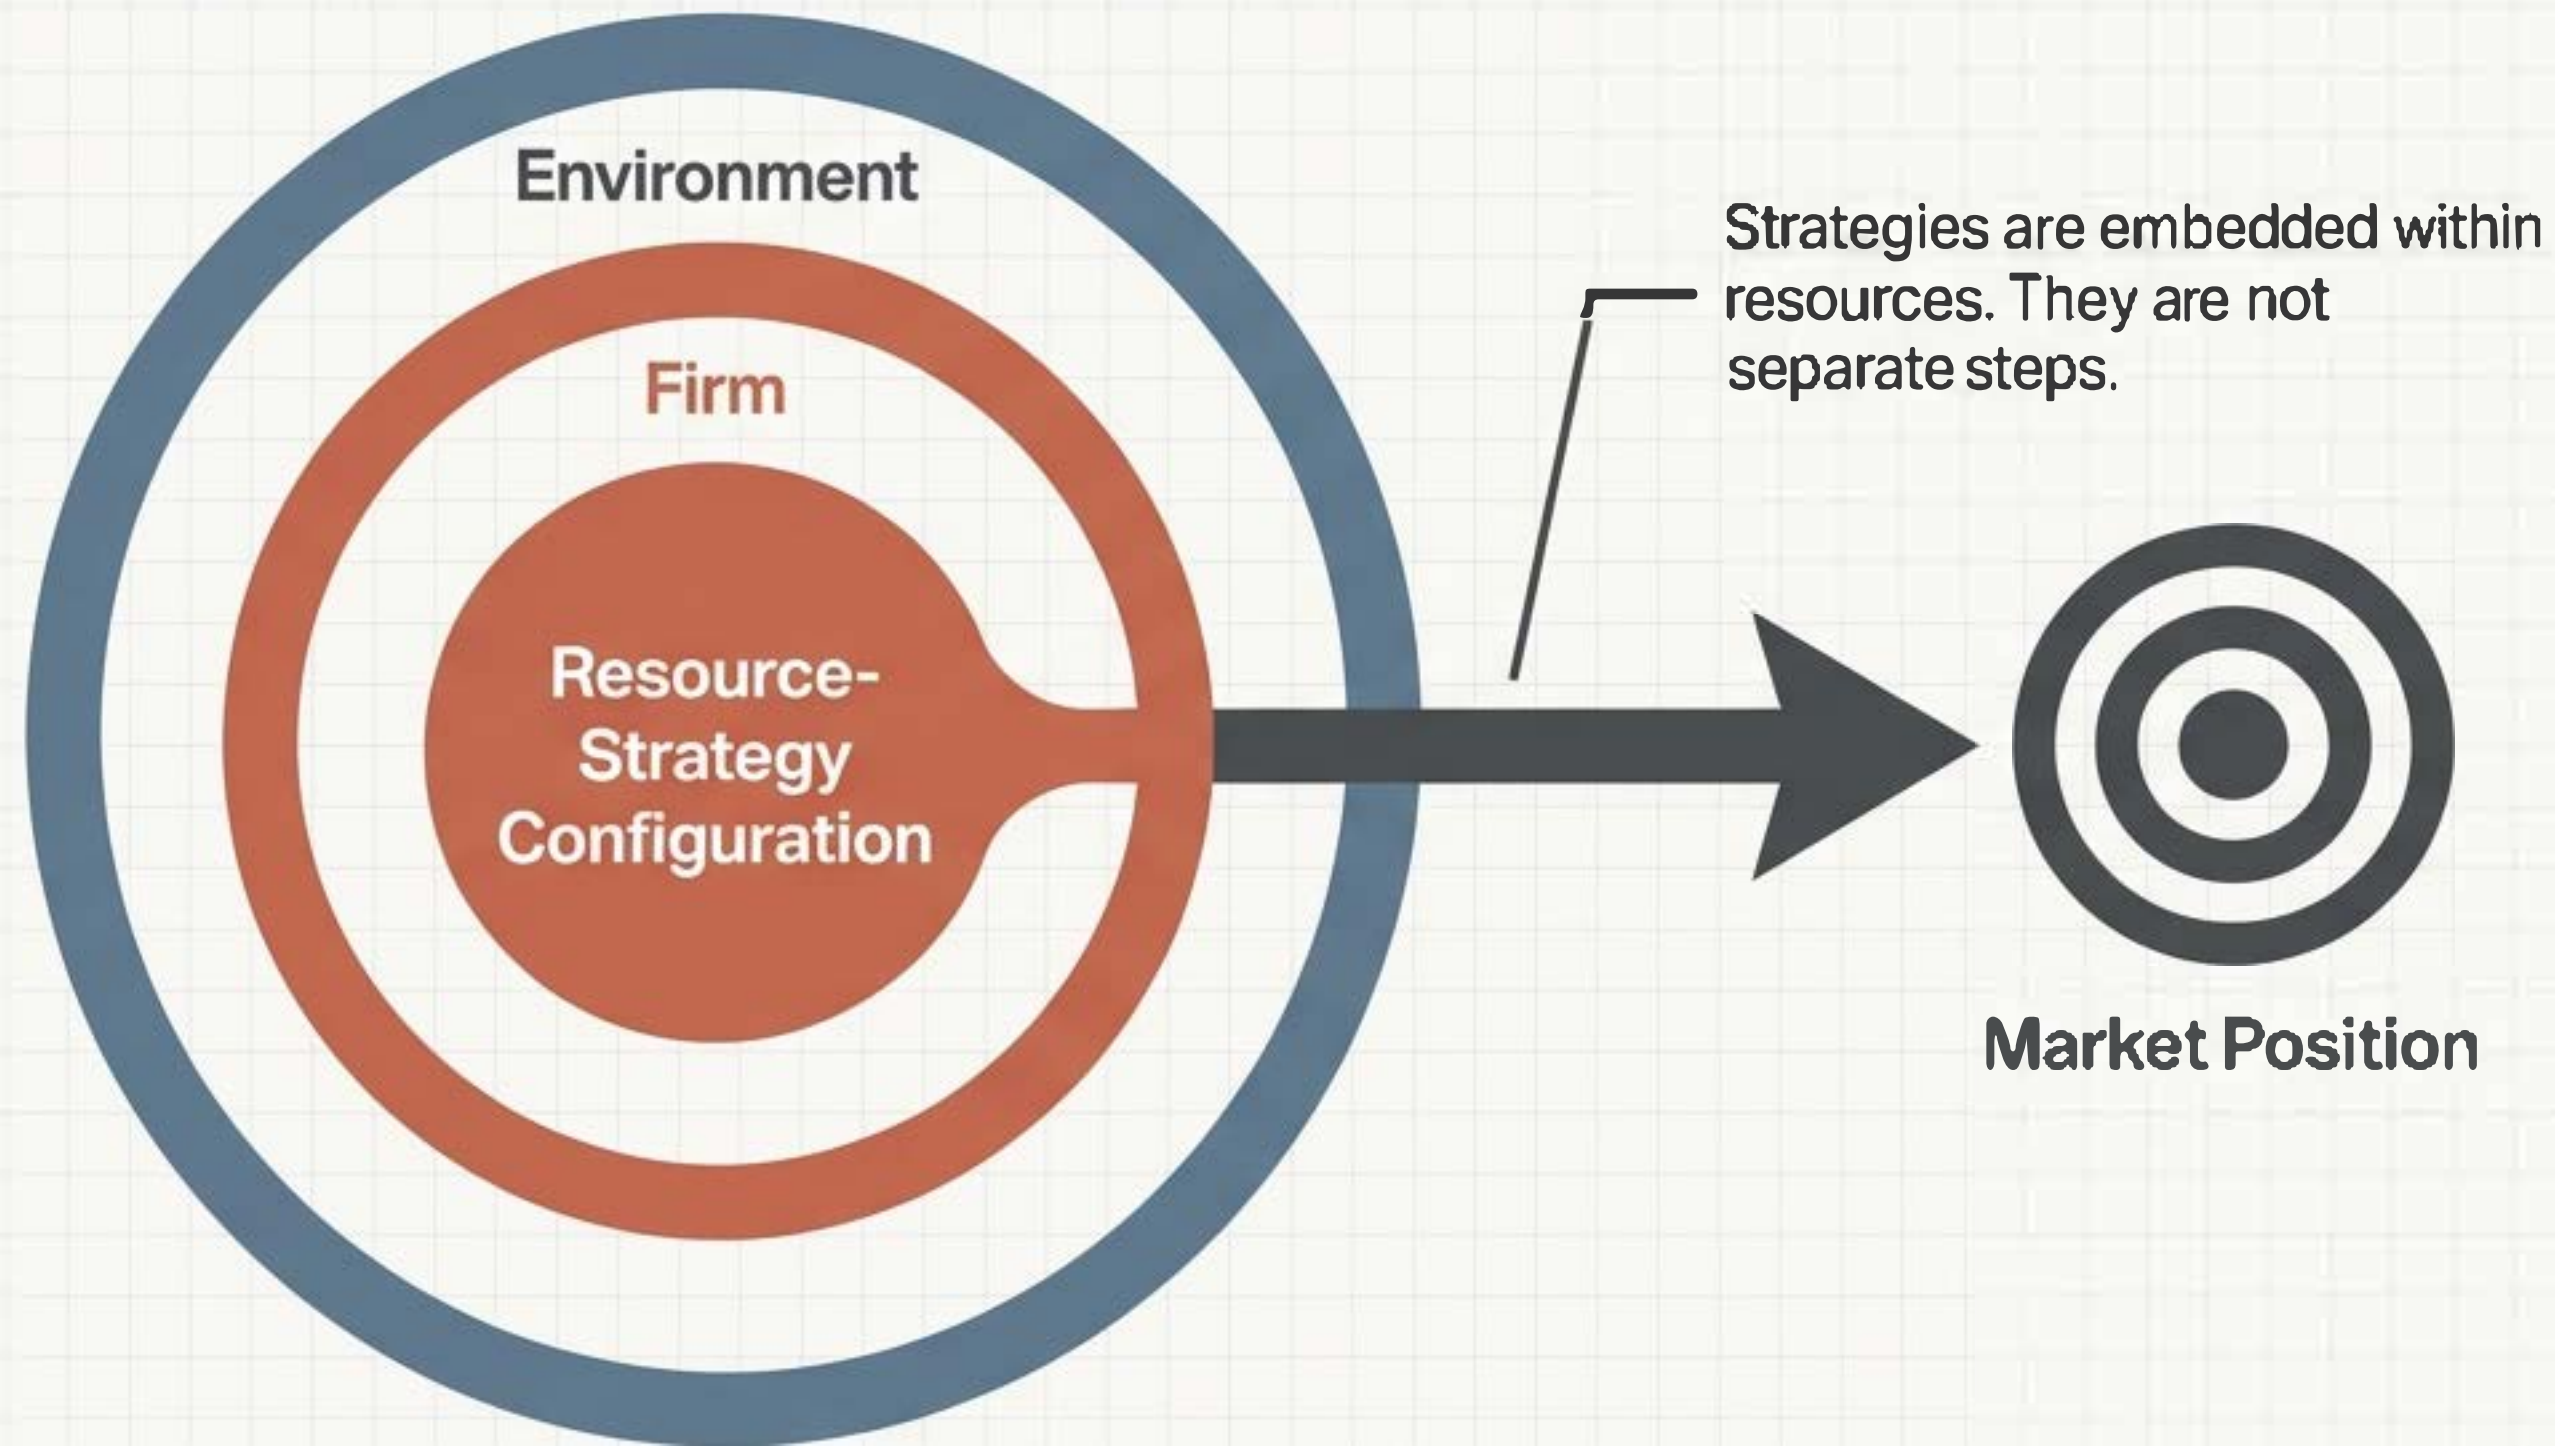 Environment
Firm
Resource-
Strategy
Configuration
Strategies are embedded within
resources. They are not
separate steps.
Market Position